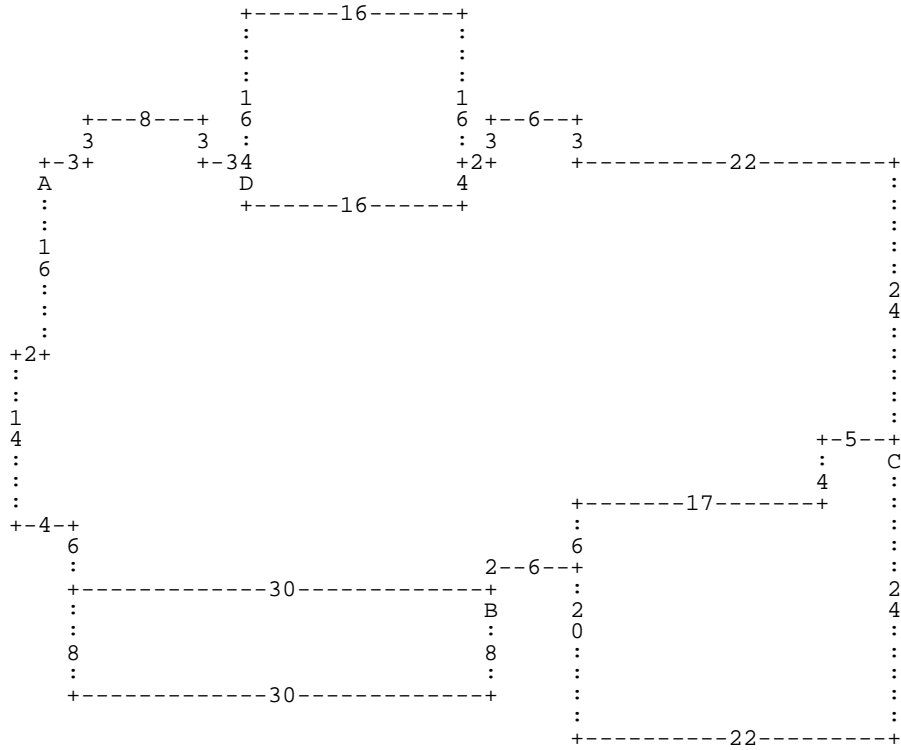 +------16------+
                :              :
                :              :
                :              :
                1              1
     +---8---+  6              6 +--6--+
     3       3  :              : 3     3
  +-3+       +-34              +2+     +----------22---------+
  A             D              4                             :
  :             +------16------+                             :
  :                                                          :
  1                                                          :
  6                                                          :
  :                                                          2
  :                                                          4
  :                                                          :
+2+                                                          :
:                                                            :
:                                                            :
1                                                            :
4                                                       +-5--+
:                                                       :    C
:                                                       4    :
:                                      +-------17-------+    :
+-4-+                                  :                     :
    6                                  6                     :
    :                            2--6--+                     :
    +-------------30-------------+     :                     2
    :                            B     2                     4
    :                            :     0                     :
    8                            8     :                     :
    :                            :     :                     :
    +-------------30-------------+     :                     :
                                       :                     :
                                       +----------22---------+